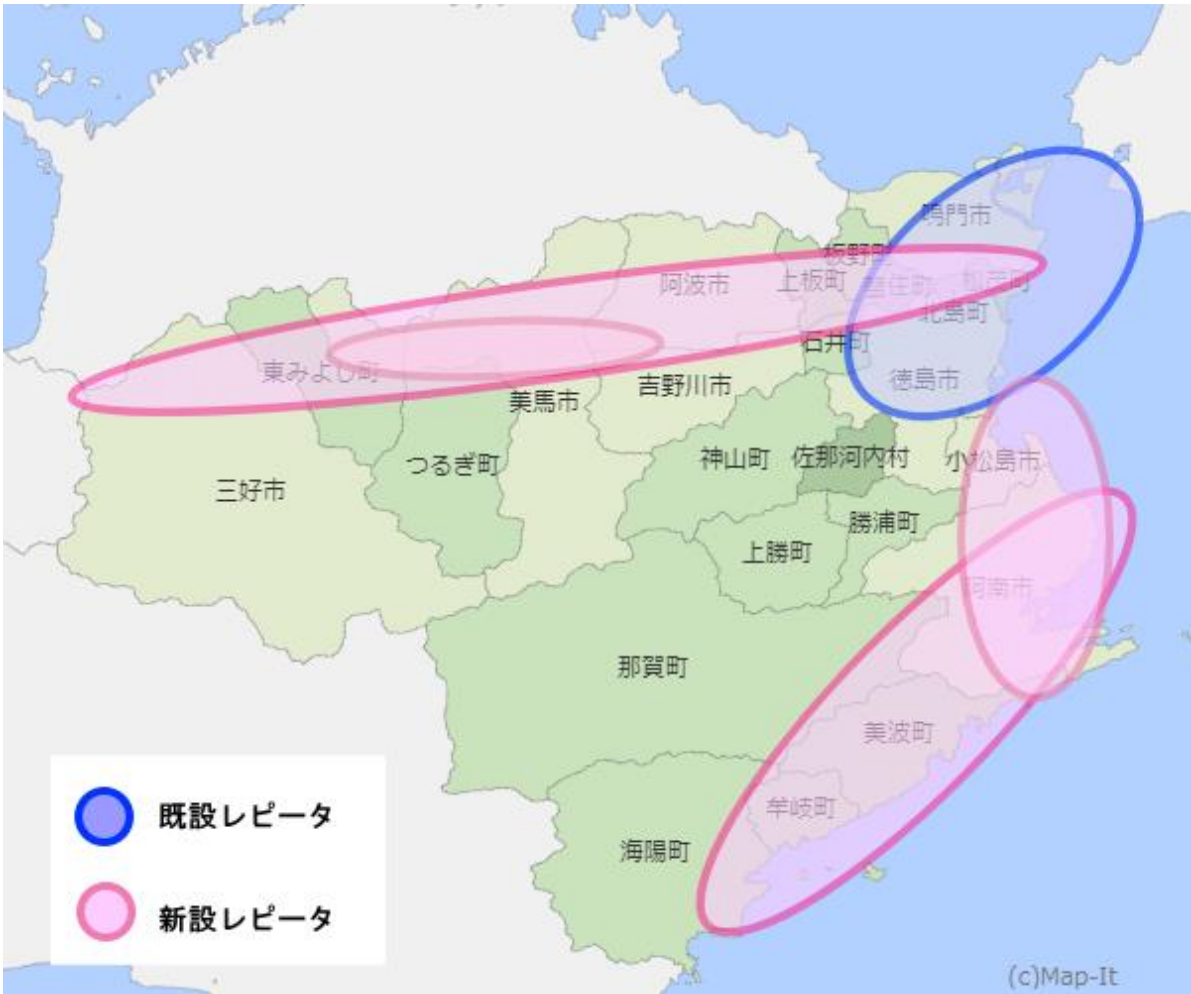 鳴門市
板野町
阿波市
上板町
藍住町
松茂町
北島町
石井町
東みよし町
徳島市
吉野川市
美馬市
つるぎ町
神山町
佐那河内村
小松島市
三好市
勝浦町
上勝町
阿南市
那賀町
美波町
牟岐町
海陽町
既設レピータ
新設レピータ
(c)Map-It